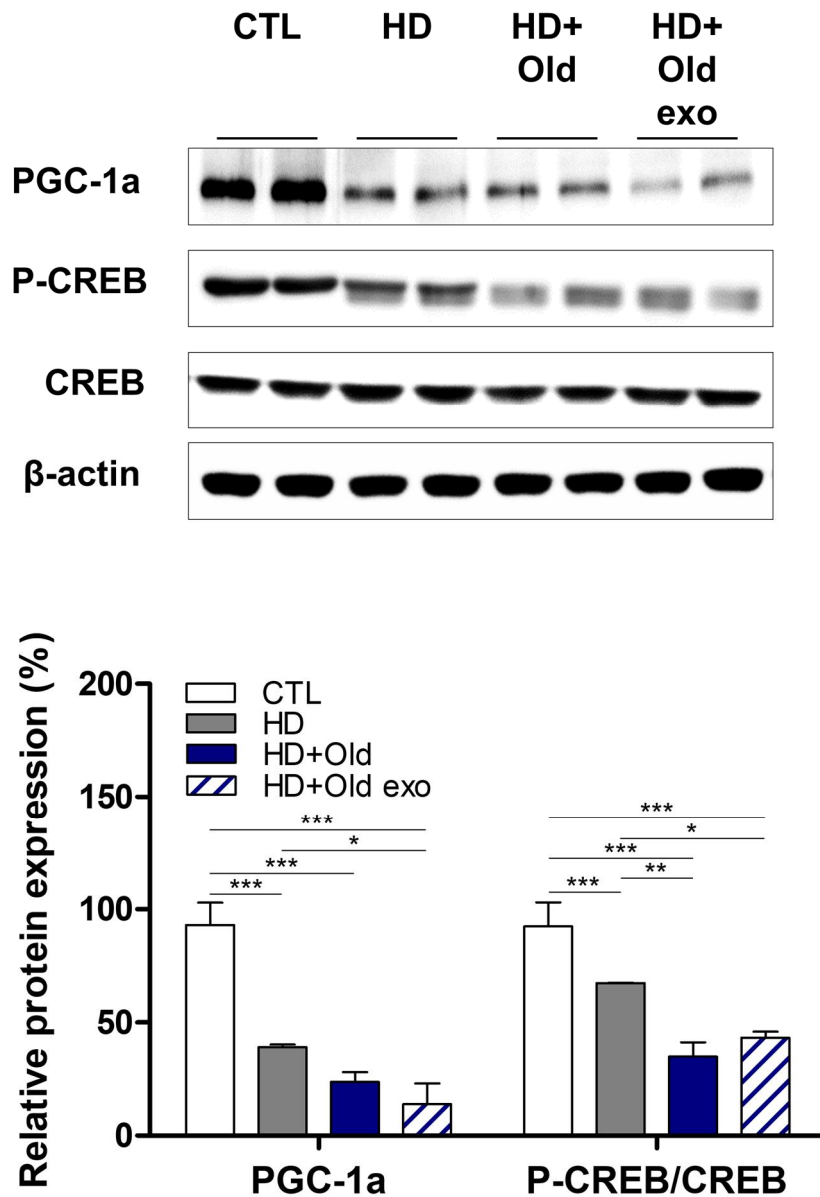 CTL HD HD+ HD+
Old Old
exo
PGC-1a
P-CREB
CREB
β-actin
Relative protein expression (%)
200
150
100
50
0
CTL
HD
HD+Old
HD+Old exo
*** ***
* *
*** ***
*** *** **
PGC-1a P-CREB/CREB